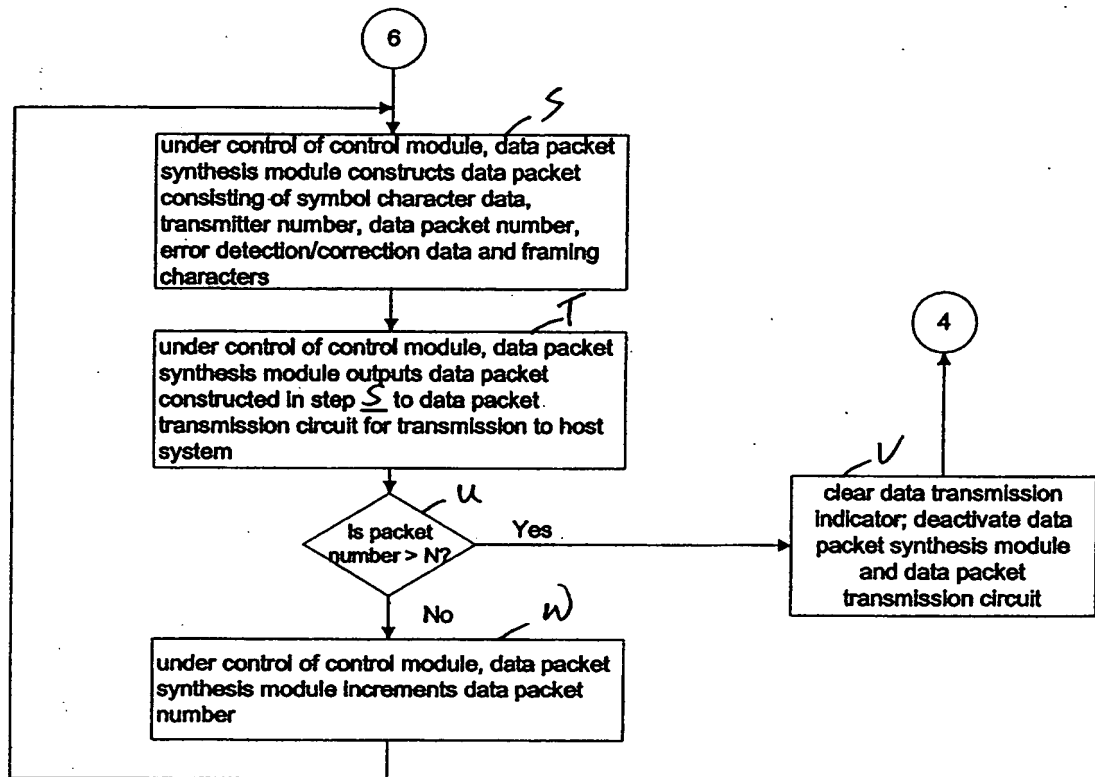 6
S
under control of control module, data packet
synthesis module constructs data packet
consisting of symbol character data,
transmitter number, data packet number,
error detection/correction data and framing
characters
T
under control of control module, data packet
synthesis module outputs data packet
constructed in step S to data packet
transmission circuit for transmission to host
system
U
Is packet
number > N?
Yes
No
4
V
clear data transmission
indicator; deactivate data
packet synthesis module
and data packet
transmission circuit
W
under control of control module, data packet
synthesis module increments data packet
number